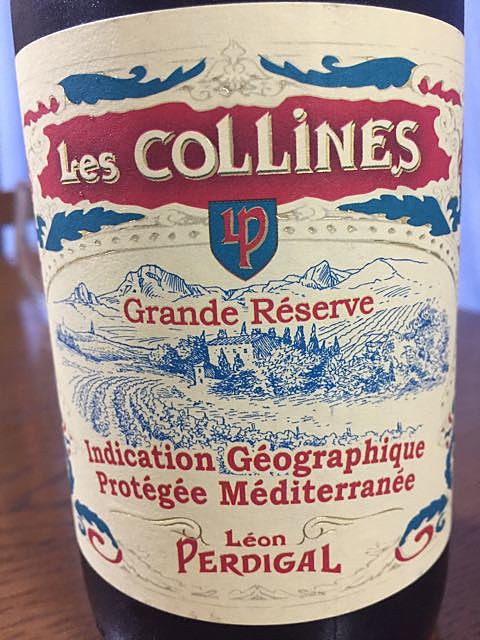 Les COLLINES
LP
Grande Réserve
Indication Géographique
Protégée Méditerranée
Léon
PERDIGAL